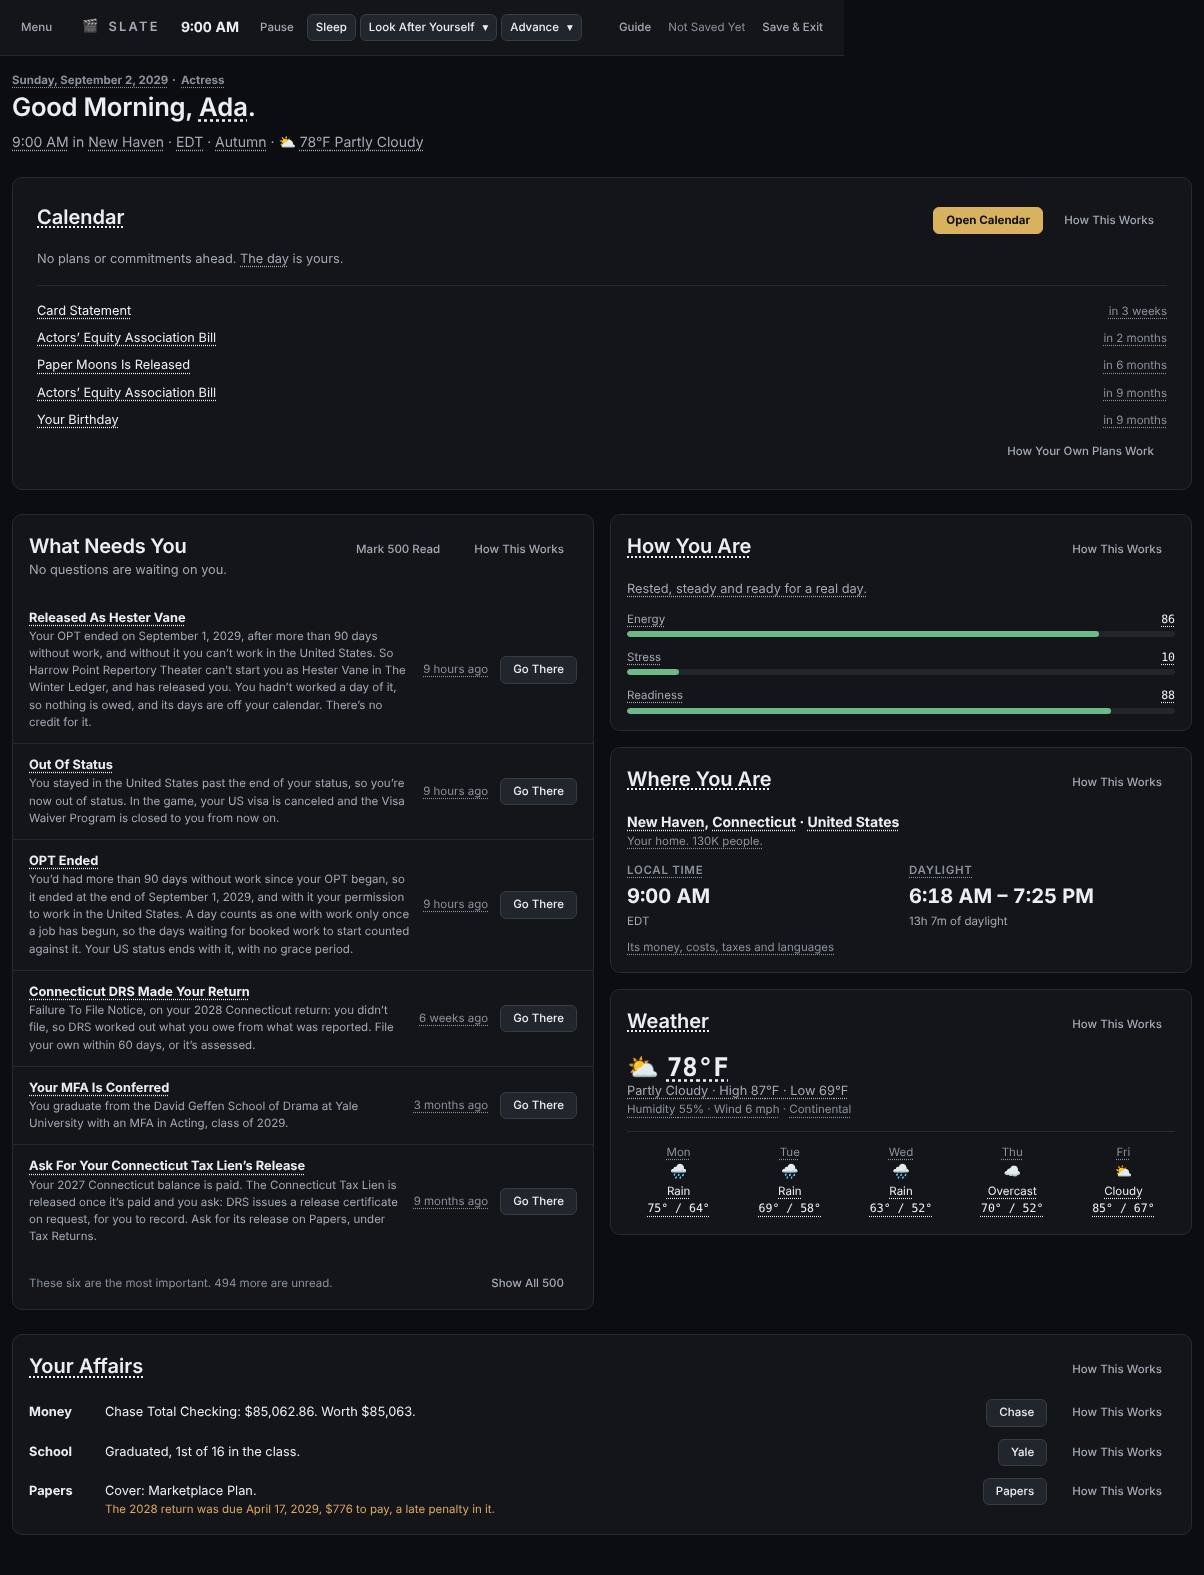 Menu 🎬 SLATE 9:00 AM Pause Sleep Look After Yourself ▾ Advance ▾ Guide Not Saved Yet Save & Exit
Sunday, September 2, 2029 · Actress
Good Morning, Ada.
9:00 AM in New Haven · EDT · Autumn · ⛅ 78°F Partly Cloudy
Calendar
Open Calendar How This Works
No plans or commitments ahead. The day is yours.
Card Statement in 3 weeks
Actors’ Equity Association Bill in 2 months
Paper Moons Is Released in 6 months
Actors’ Equity Association Bill in 9 months
Your Birthday in 9 months
How Your Own Plans Work
What Needs You Mark 500 Read How This Works
No questions are waiting on you.
Released As Hester Vane
Your OPT ended on September 1, 2029, after more than 90 days
without work, and without it you can’t work in the United States. So
Harrow Point Repertory Theater can’t start you as Hester Vane in The
Winter Ledger, and has released you. You hadn’t worked a day of it,
so nothing is owed, and its days are off your calendar. There’s no
credit for it.
9 hours ago Go There
Out Of Status
You stayed in the United States past the end of your status, so you’re
now out of status. In the game, your US visa is canceled and the Visa
Waiver Program is closed to you from now on.
9 hours ago Go There
OPT Ended
You’d had more than 90 days without work since your OPT began, so
it ended at the end of September 1, 2029, and with it your permission
to work in the United States. A day counts as one with work only once
a job has begun, so the days waiting for booked work to start counted
against it. Your US status ends with it, with no grace period.
9 hours ago Go There
Connecticut DRS Made Your Return
Failure To File Notice, on your 2028 Connecticut return: you didn’t
file, so DRS worked out what you owe from what was reported. File
your own within 60 days, or it’s assessed.
6 weeks ago Go There
Your MFA Is Conferred
You graduate from the David Geffen School of Drama at Yale
University with an MFA in Acting, class of 2029.
3 months ago Go There
Ask For Your Connecticut Tax Lien’s Release
Your 2027 Connecticut balance is paid. The Connecticut Tax Lien is
released once it’s paid and you ask: DRS issues a release certificate
on request, for you to record. Ask for its release on Papers, under
Tax Returns.
9 months ago Go There
These six are the most important. 494 more are unread. Show All 500
How You Are How This Works
Rested, steady and ready for a real day.
Energy 86
Stress 10
Readiness 88
Where You Are How This Works
New Haven, Connecticut · United States
Your home. 130K people.
LOCAL TIME DAYLIGHT
9:00 AM 6:18 AM – 7:25 PM
EDT 13h 7m of daylight
Its money, costs, taxes and languages
Weather How This Works
⛅ 78°F
Partly Cloudy · High 87°F · Low 69°F
Humidity 55% · Wind 6 mph · Continental
Mon Tue Wed Thu Fri
Rain Rain Rain Overcast Cloudy
75° / 64° 69° / 58° 63° / 52° 70° / 52° 85° / 67°
Your Affairs How This Works
Money Chase Total Checking: $85,062.86. Worth $85,063. Chase How This Works
School Graduated, 1st of 16 in the class. Yale How This Works
Papers Cover: Marketplace Plan. Papers How This Works
The 2028 return was due April 17, 2029, $776 to pay, a late penalty in it.